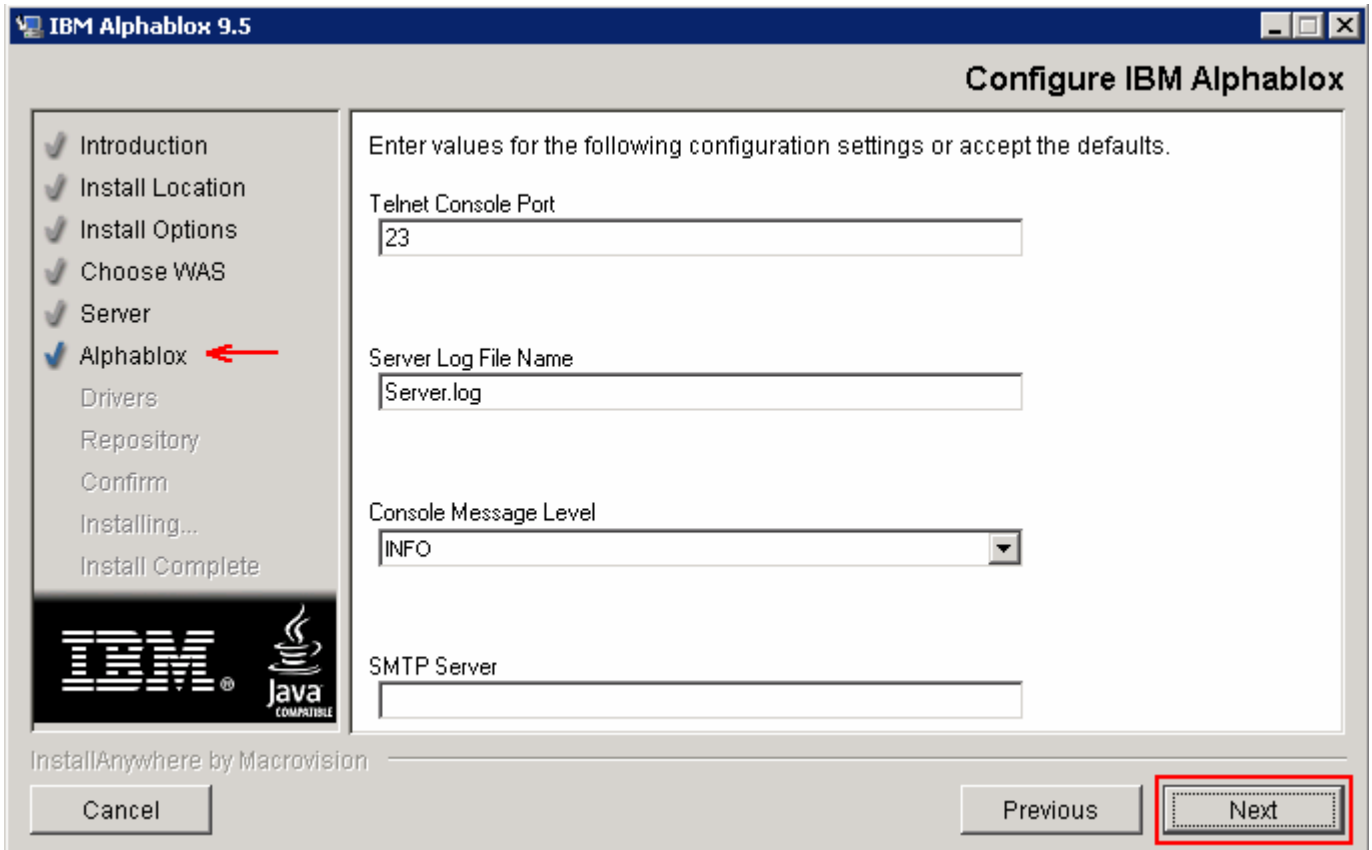 IBM Alphablox 9.5
Configure IBM Alphablox
Introduction
Install Location
Install Options
Choose WAS
Server
Alphablox
Drivers
Repository
Confirm
Installing...
Install Complete
IBM®
Java
COMPATIBLE
Enter values for the following configuration settings or accept the defaults.
Telnet Console Port
23
Server Log File Name
Server.log
Console Message Level
INFO
SMTP Server
InstallAnywhere by Macrovision
Cancel
Previous
Next